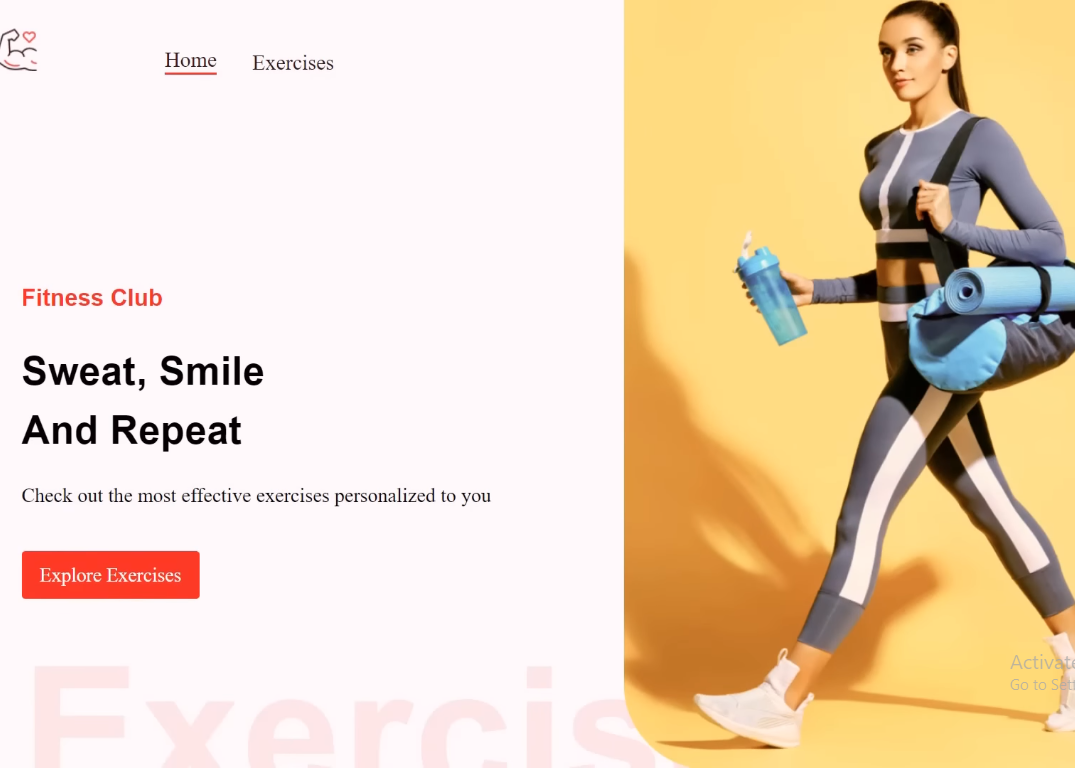 Home
Exercises
Fitness Club
Sweat, Smile
And Repeat
Check out the most effective exercises personalized to you
Explore Exercises
Exercis
Activate
Go to Sett